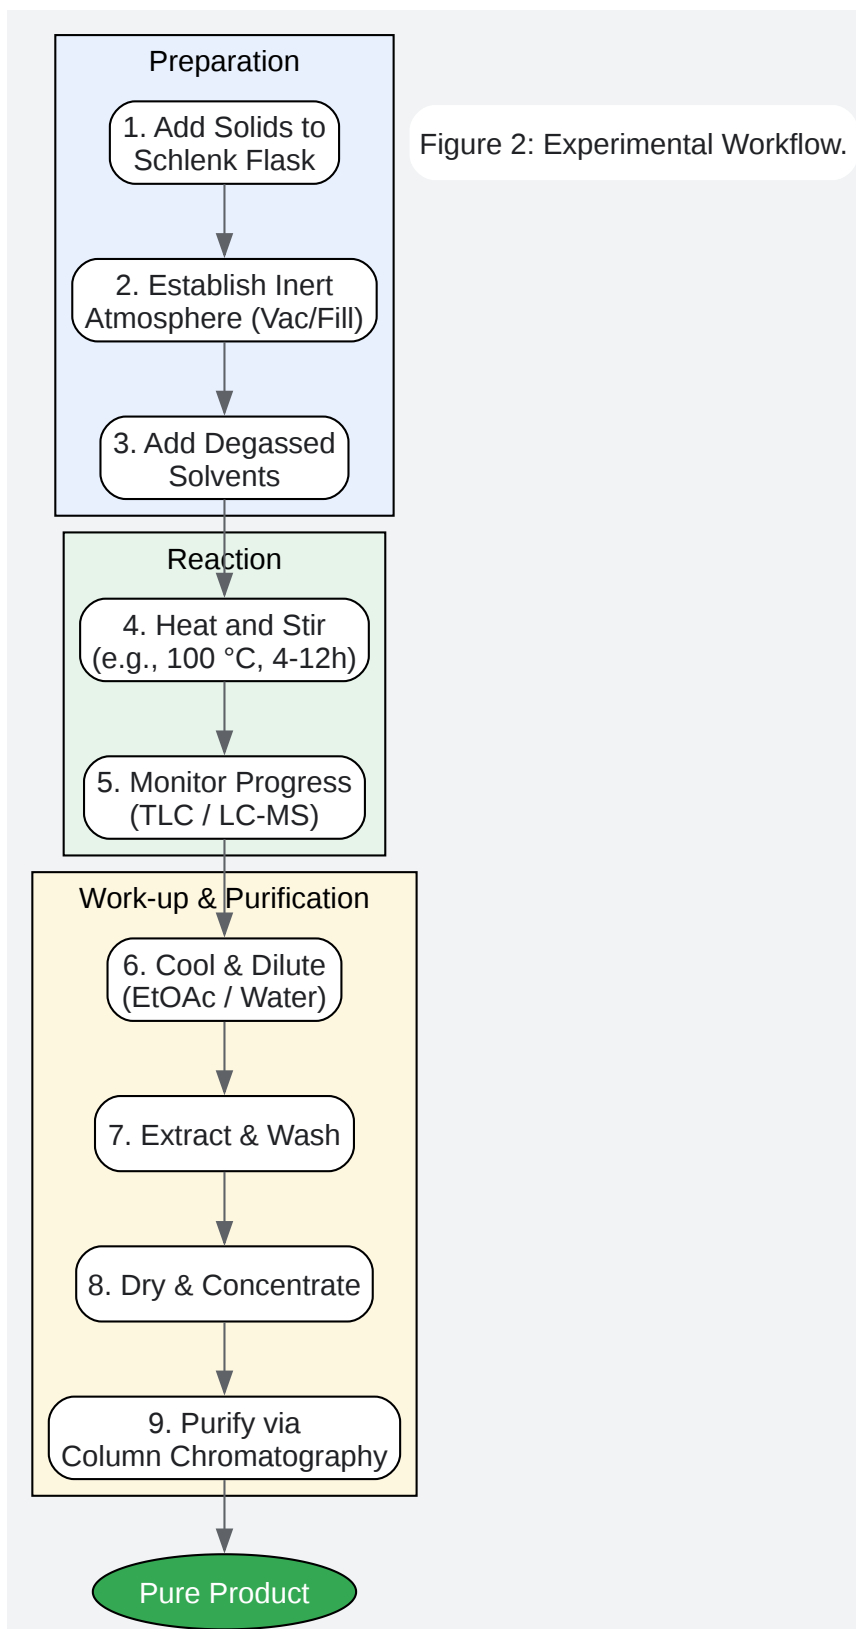 Preparation
1. Add Solids to
Schlenk Flask
Figure 2: Experimental Workflow.
2. Establish Inert
Atmosphere (Vac/Fill)
3. Add Degassed
Solvents
Reaction
4. Heat and Stir
(e.g., 100 °C, 4-12h)
5. Monitor Progress
(TLC / LC-MS)
Work-up & Purification
6. Cool & Dilute
(EtOAc / Water)
7. Extract & Wash
8. Dry & Concentrate
9. Purify via
Column Chromatography
Pure Product